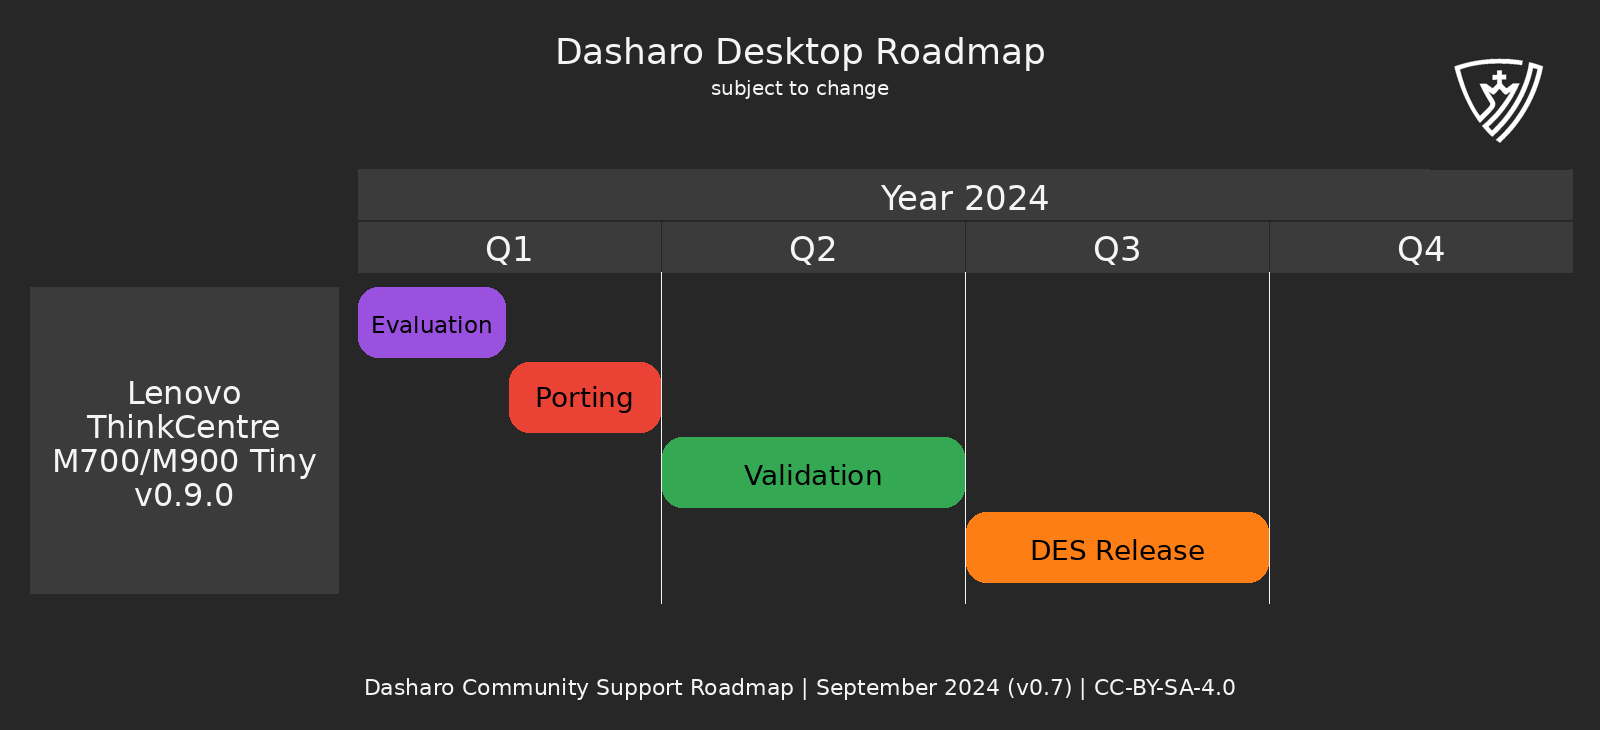 Dasharo Desktop Roadmap
subject to change
Year 2024
Q1 Q2 Q3 Q4
Lenovo
ThinkCentre
M700/M900 Tiny
v0.9.0
Evaluation
Porting
Validation
DES Release
Dasharo Community Support Roadmap | September 2024 (v0.7) | CC-BY-SA-4.0